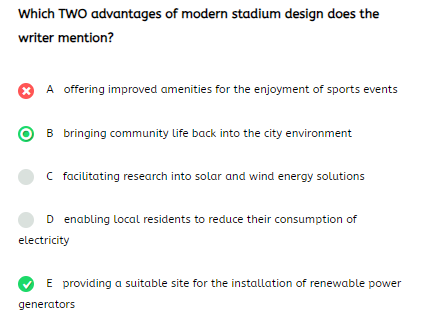 Which TWO advantages of modern stadium design does the
writer mention?
A offering improved amenities for the enjoyment of sports events
B bringing community life back into the city environment
C facilitating research into solar and wind energy solutions
D enabling local residents to reduce their consumption of
electricity
E providing a suitable site for the installation of renewable power
generators